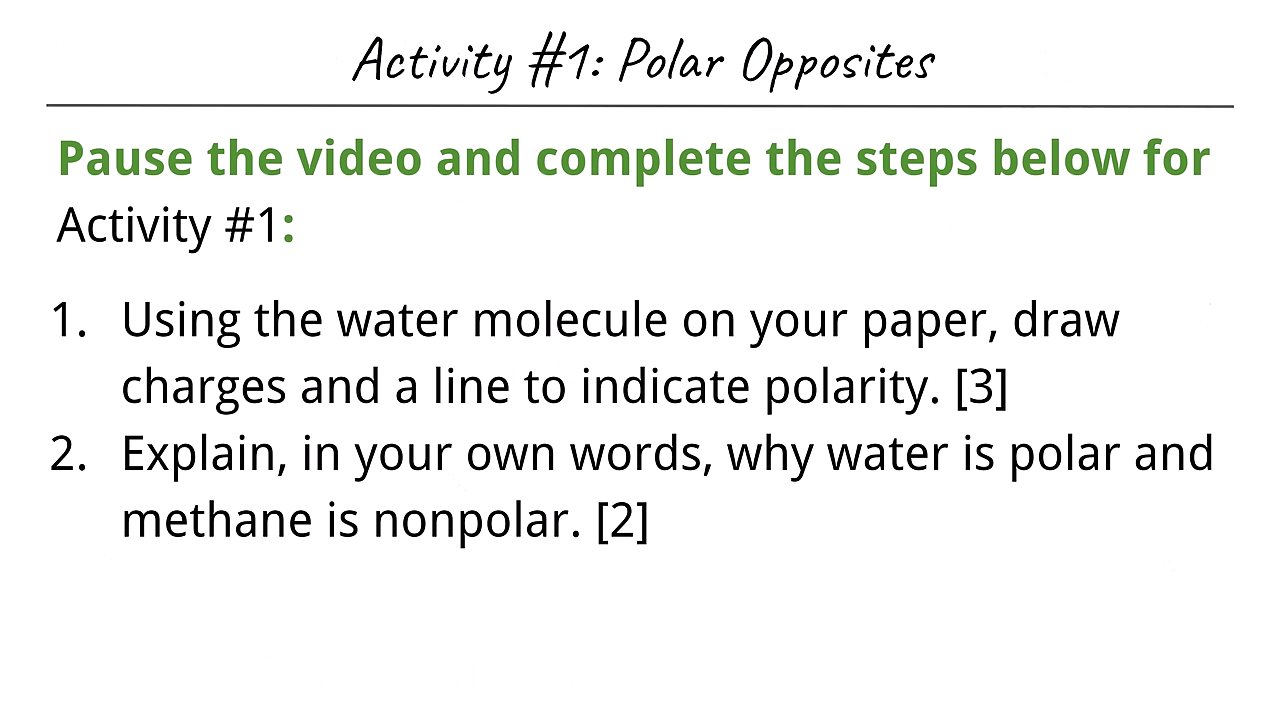 Activity #1: Polar Opposites
Pause the video and complete the steps below for
Activity #1:
1. Using the water molecule on your paper, draw
charges and a line to indicate polarity. [3]
2. Explain, in your own words, why water is polar and
methane is nonpolar. [2]